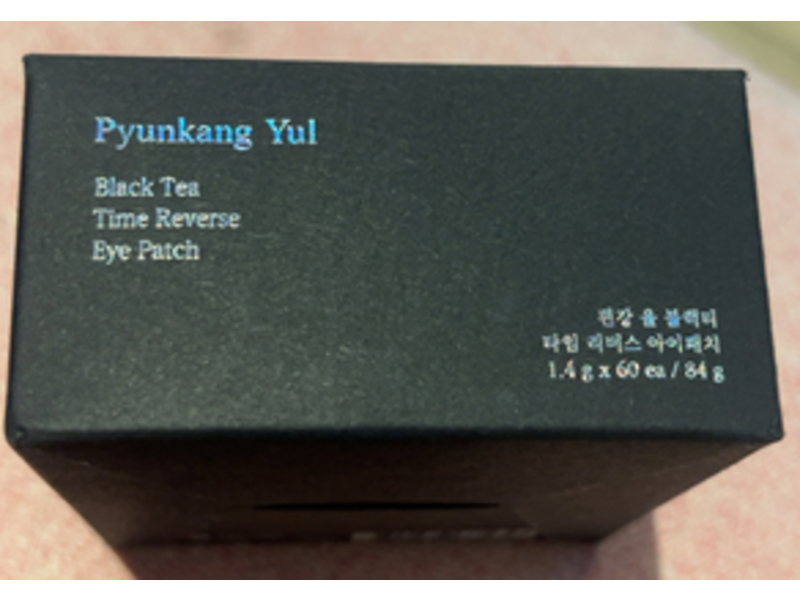 Pyunkang Yul
Black Tea
Time Reverse
Eye Patch
편강 율 블랙티
타임 리버스 아이패치
1.4 g x 60 ea / 84 g